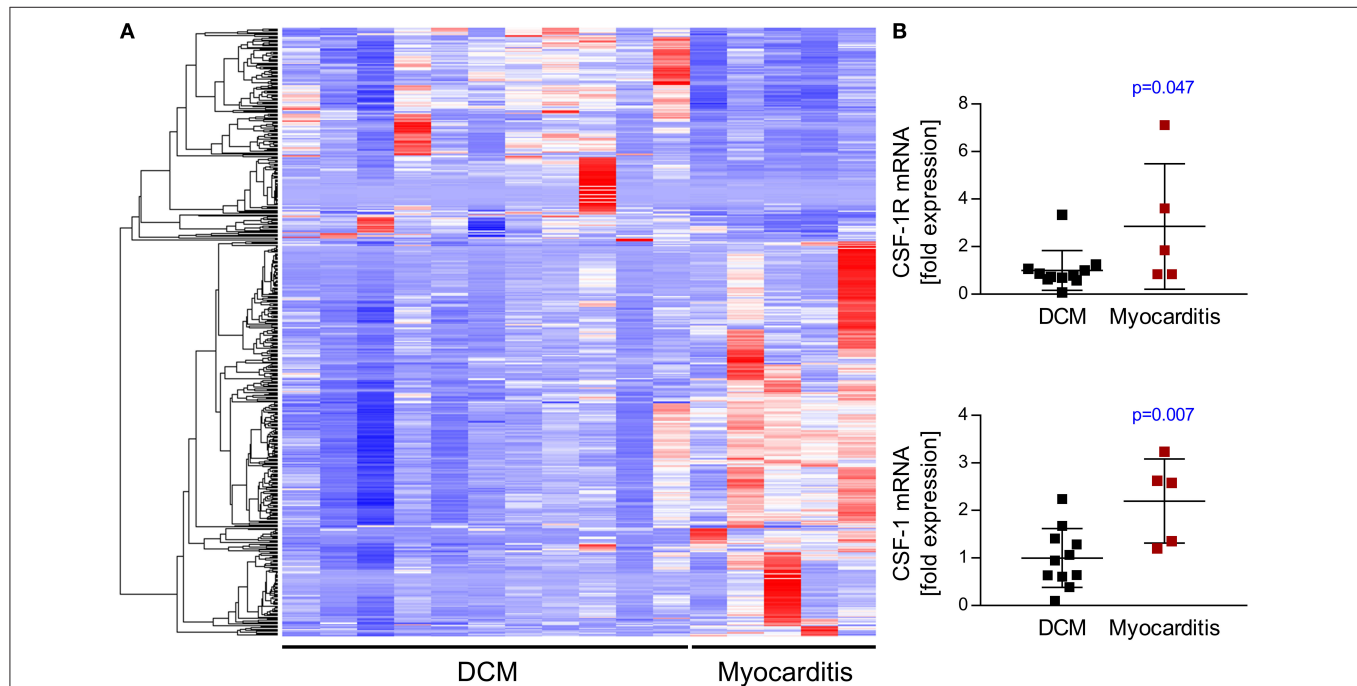 A
DCM
Myocarditis
B
p=0.047
CSF-1R mRNA
[fold expression]
8
6
4
2
0
DCM
Myocarditis
p=0.007
CSF-1 mRNA
[fold expression]
4
3
2
1
0
DCM
Myocarditis